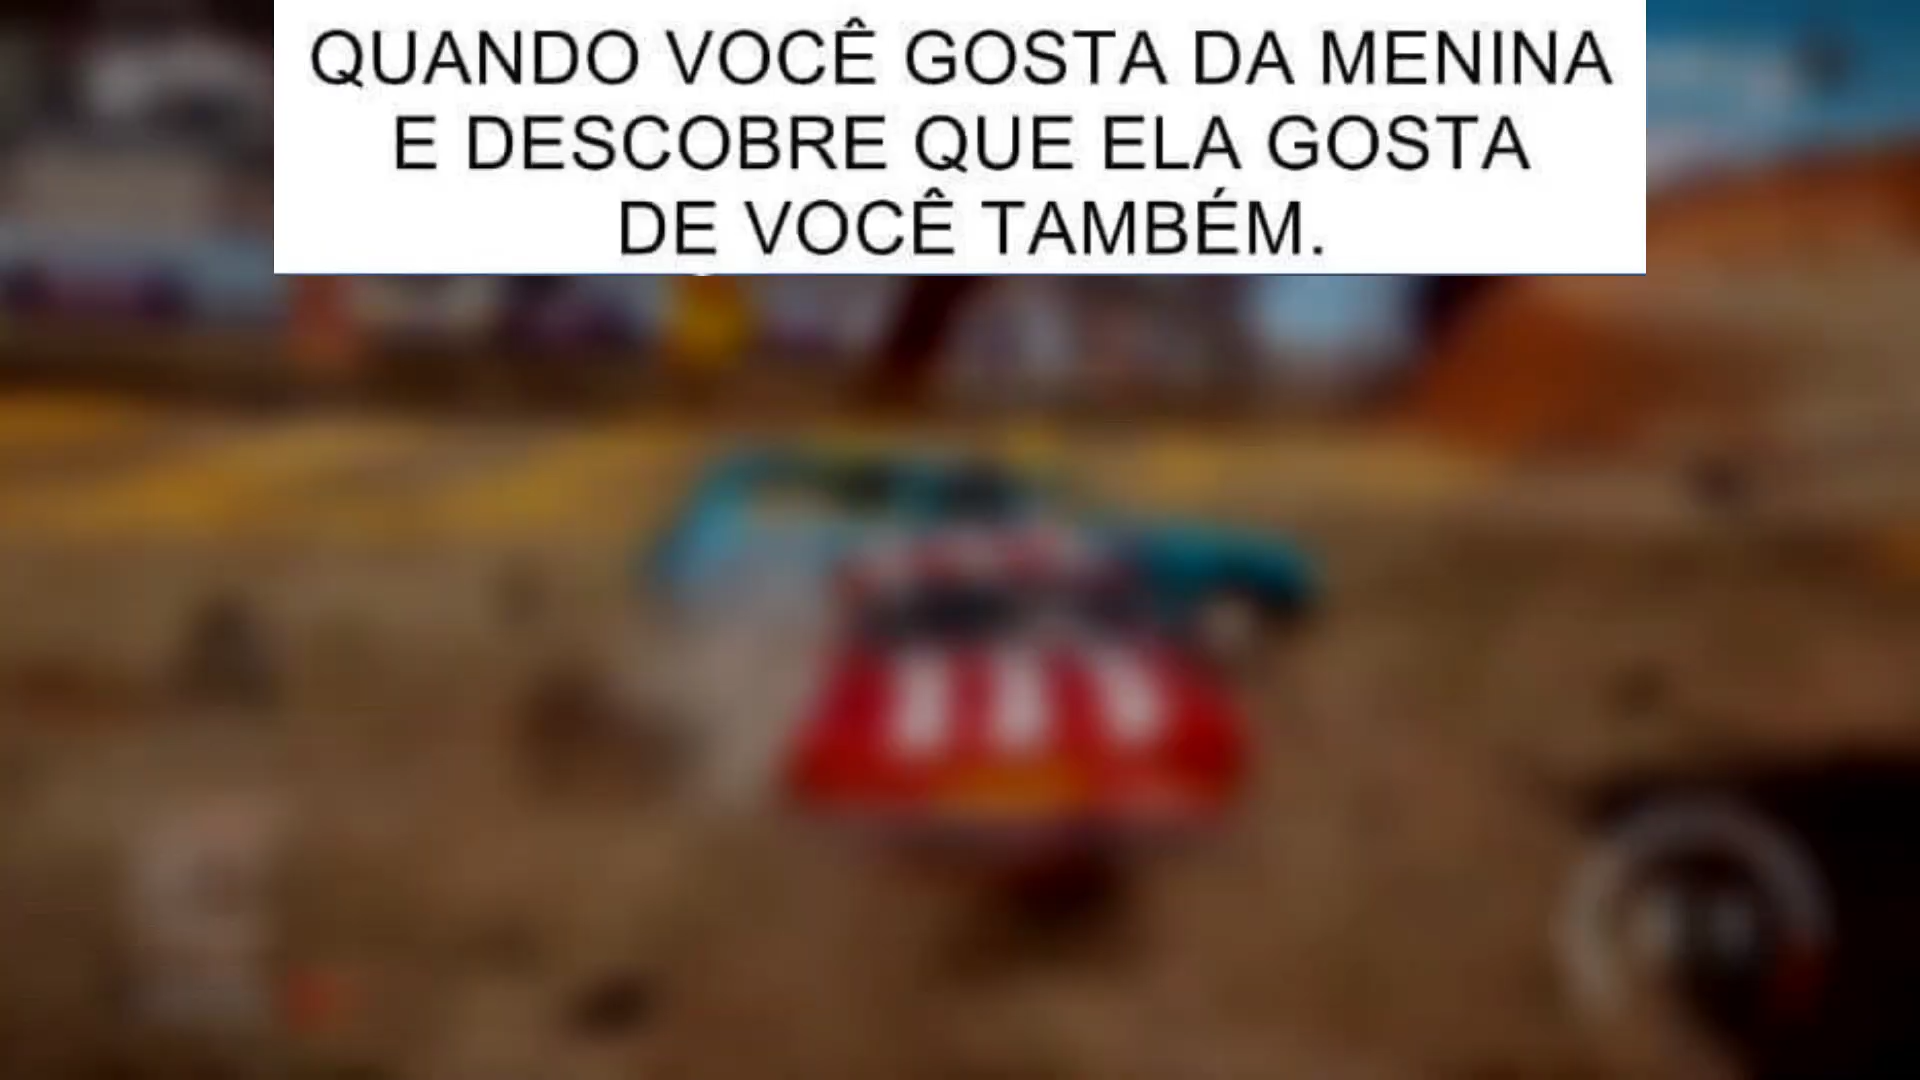 QUANDO VOCÊ GOSTA DA MENINA
E DESCOBRE QUE ELA GOSTA
DE VOCÊ TAMBÉM.